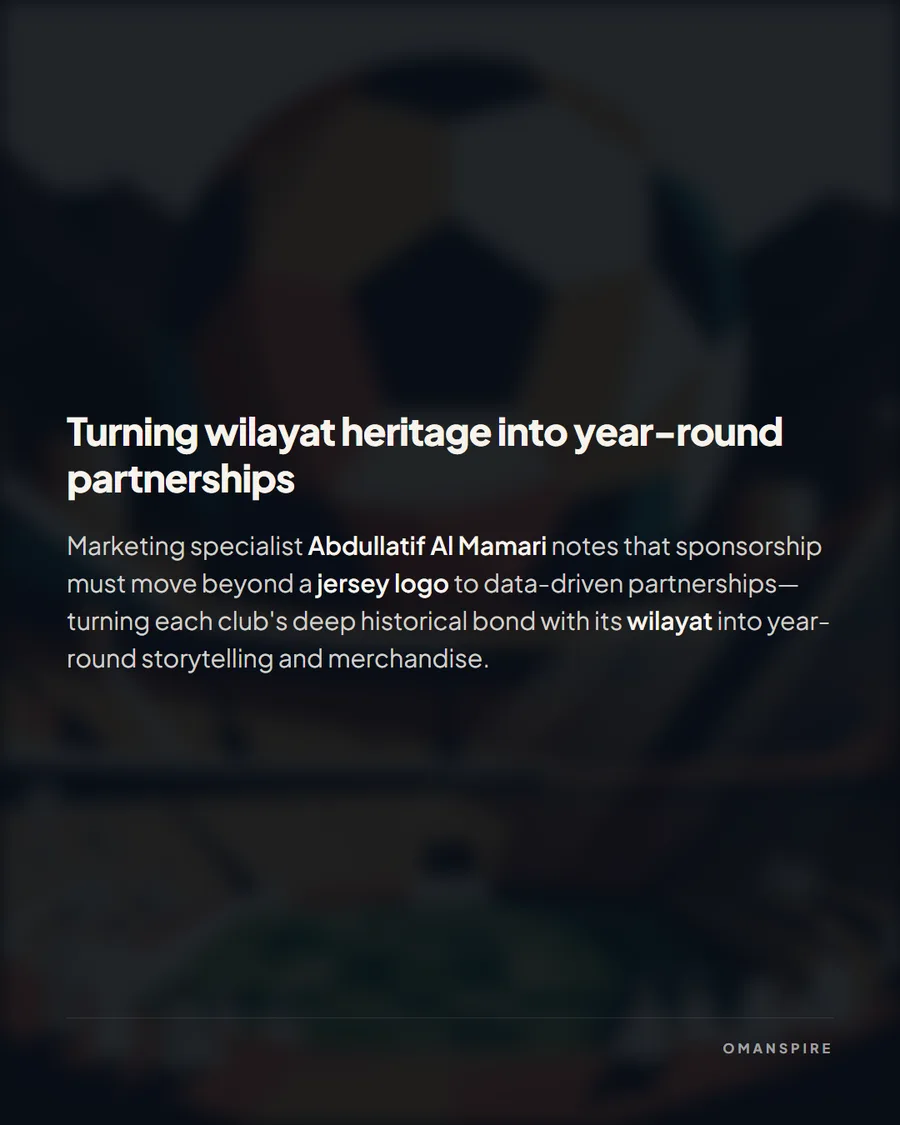 Turning wilayat heritage into year-round
partnerships
Marketing specialist Abdullatif Al Mamari notes that sponsorship
must move beyond a jersey logo to data-driven partnerships—
turning each club's deep historical bond with its wilayat into year-
round storytelling and merchandise.
OMANSPIRE